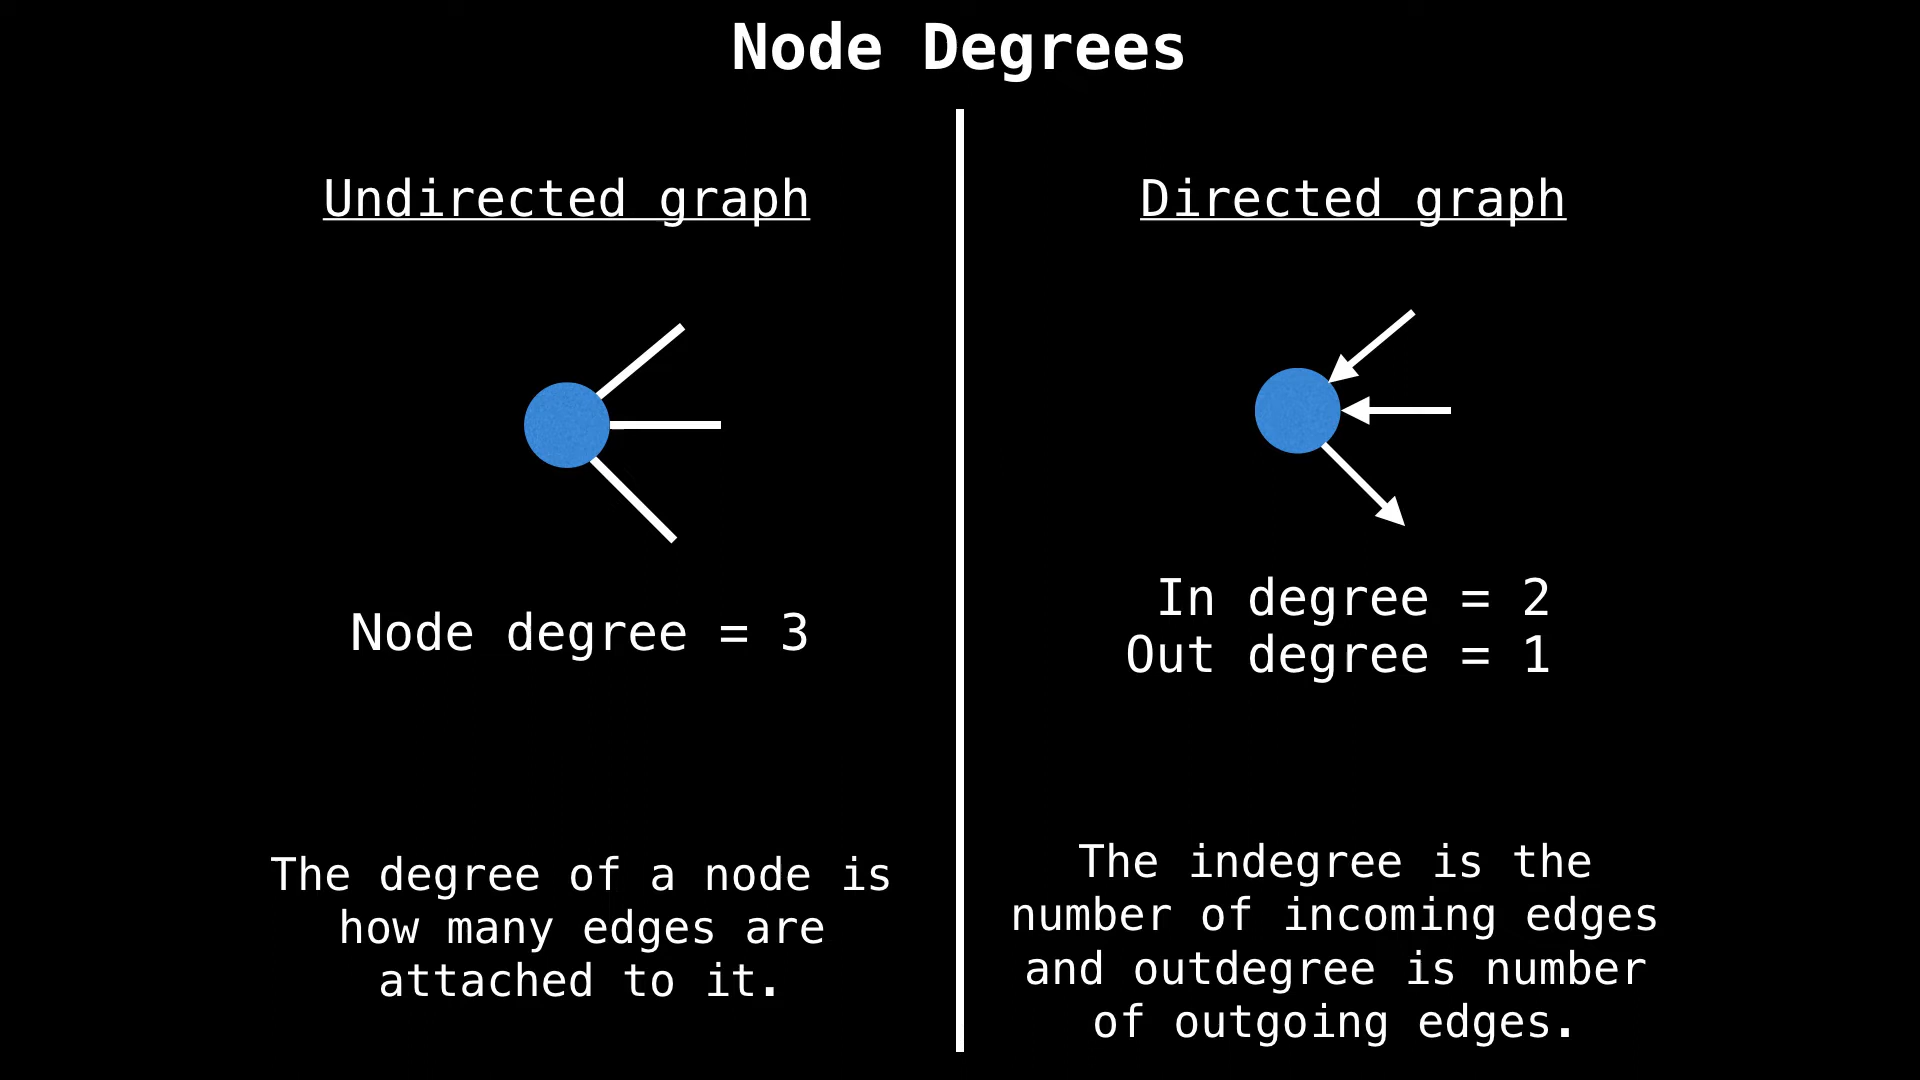 Node Degrees
Undirected graph
Node degree = 3
The degree of a node is
how many edges are
attached to it.
Directed graph
In degree = 2
Out degree = 1
The indegree is the
number of incoming edges
and outdegree is number
of outgoing edges.